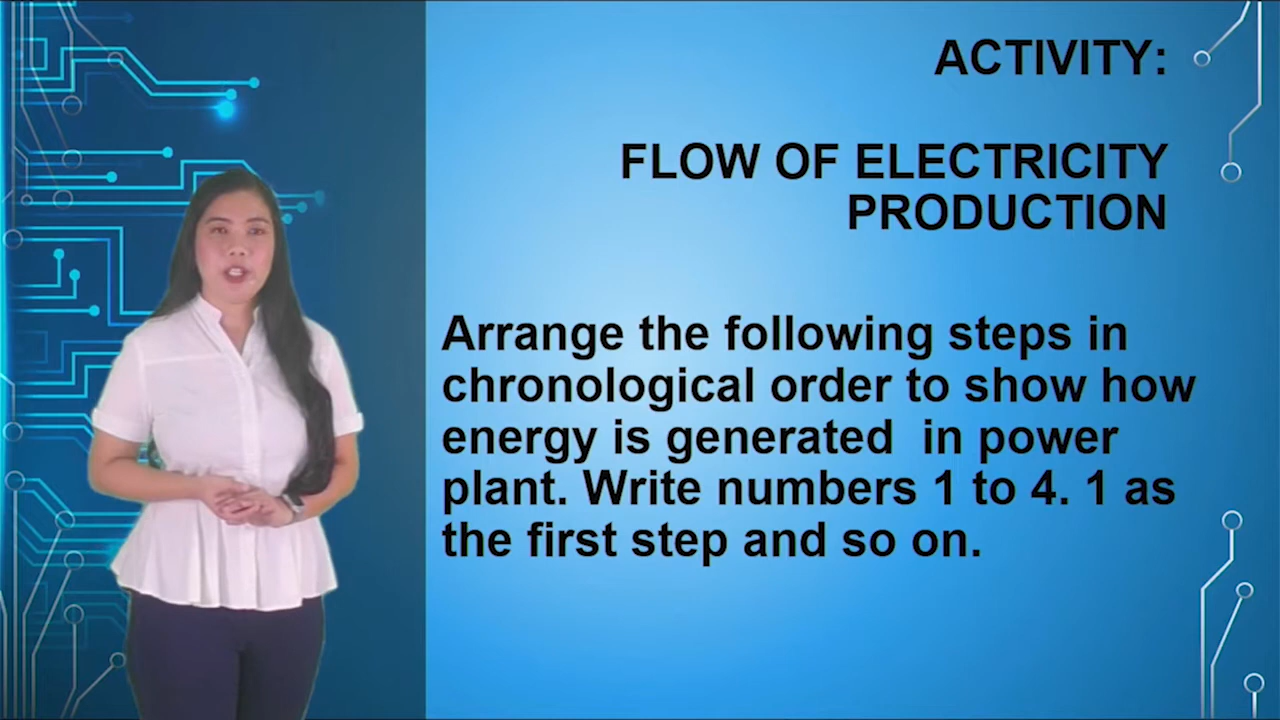 ACTIVITY:
FLOW OF ELECTRICITY
PRODUCTION
Arrange the following steps in
chronological order to show how
energy is generated in power
plant. Write numbers 1 to 4. 1 as
the first step and so on.